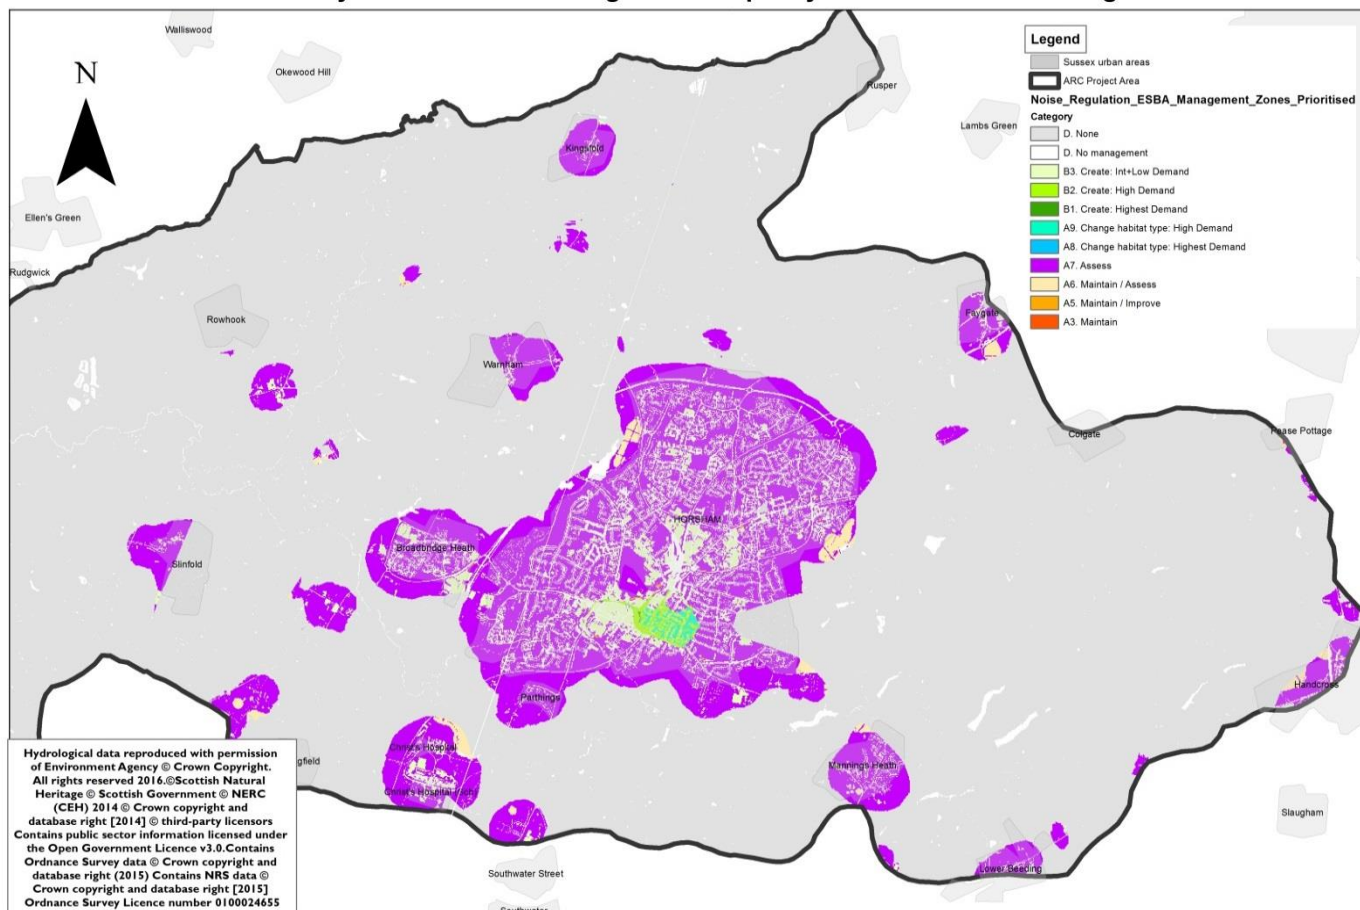 Walliswood
Okewood Hill
N
Rusper
Lambs Green
Kingsfold
Ellen's Green
Rudgwick
Rowhook
Faygate
Warnham
Colgate
Pease Pottage
HORSHAM
Broadbridge Heath
Slinfold
Parthings
Handcross
Christ's Hospital
Mannings Heath
gfield
Slaugham
Lower Beeding
Southwater Street
Legend
Sussex urban areas
ARC Project Area
Noise_Regulation_ESBA_Management_Zones_Prioritised
Category
D. None
D. No management
B3. Create: Int+Low Demand
B2. Create: High Demand
B1. Create: Highest Demand
A9. Change habitat type: High Demand
A8. Change habitat type: Highest Demand
A7. Assess
A6. Maintain / Assess
A5. Maintain / Improve
A3. Maintain
Hydrological data reproduced with permission
of Environment Agency © Crown Copyright.
All rights reserved 2016.©Scottish Natural
Heritage © Scottish Government © NERC
(CEH) 2014 © Crown copyright and
database right [2014] © third-party licensors
Contains public sector information licensed under
the Open Government Licence v3.0.Contains
Ordnance Survey data © Crown copyright and
database right (2015) Contains NRS data ©
Crown copyright and database right [2015]
Ordnance Survey Licence number 0100024655